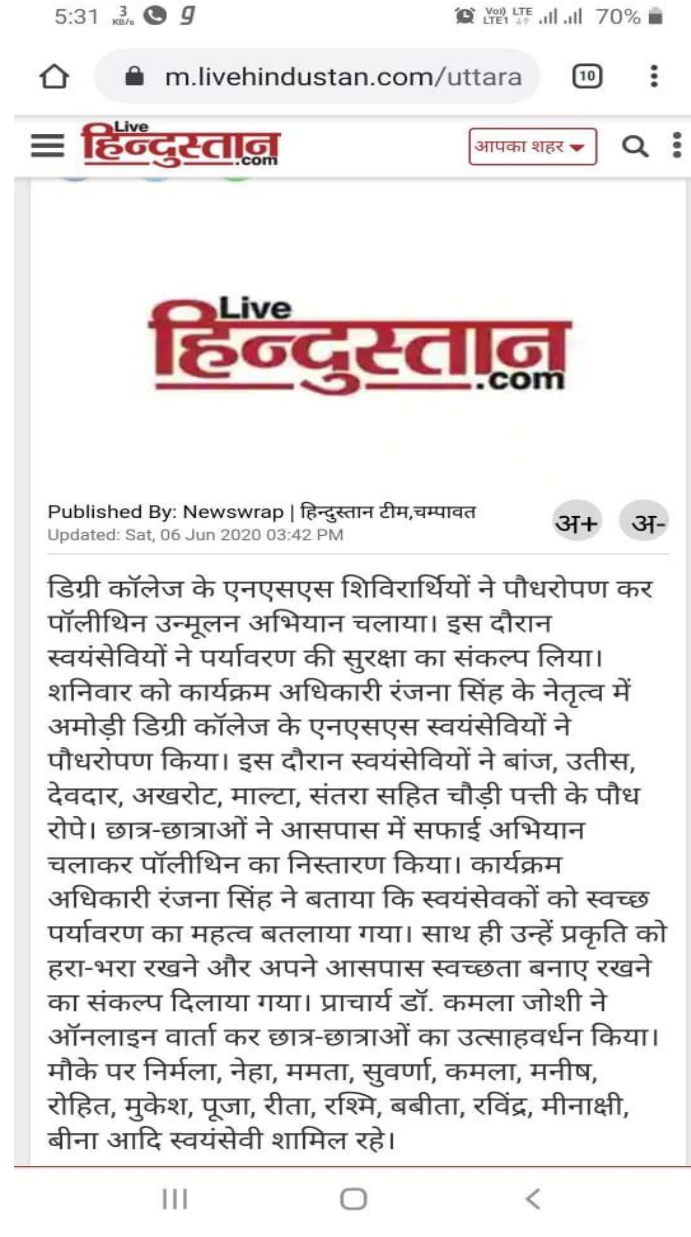 5:31 3 KB/s g Vo)) LTE LTE1 70%
m.livehindustan.com/uttara 10
Live
हिन्दुस्तान
.com
आपका शहर
Live
हिन्दुस्तान
.com
Published By: Newswrap | हिन्दुस्तान टीम,चम्पावत
Updated: Sat, 06 Jun 2020 03:42 PM
अ+ अ-
डिग्री कॉलेज के एनएसएस शिविरार्थियों ने पौधरोपण कर
पॉलीथिन उन्मूलन अभियान चलाया। इस दौरान
स्वयंसेवियों ने पर्यावरण की सुरक्षा का संकल्प लिया।
शनिवार को कार्यक्रम अधिकारी रंजना सिंह के नेतृत्व में
अमोड़ी डिग्री कॉलेज के एनएसएस स्वयंसेवियों ने
पौधरोपण किया। इस दौरान स्वयंसेवियों ने बांज, उतीस,
देवदार, अखरोट, माल्टा, संतरा सहित चौड़ी पत्ती के पौध
रोपे। छात्र-छात्राओं ने आसपास में सफाई अभियान
चलाकर पॉलीथिन का निस्तारण किया। कार्यक्रम
अधिकारी रंजना सिंह ने बताया कि स्वयंसेवकों को स्वच्छ
पर्यावरण का महत्व बतलाया गया। साथ ही उन्हें प्रकृति को
हरा-भरा रखने और अपने आसपास स्वच्छता बनाए रखने
का संकल्प दिलाया गया। प्राचार्य डॉ. कमला जोशी ने
ऑनलाइन वार्ता कर छात्र-छात्राओं का उत्साहवर्धन किया।
मौके पर निर्मला, नेहा, ममता, सुवर्णा, कमला, मनीष,
रोहित, मुकेश, पूजा, रीता, रश्मि, बबीता, रविंद्र, मीनाक्षी,
बीना आदि स्वयंसेवी शामिल रहे।